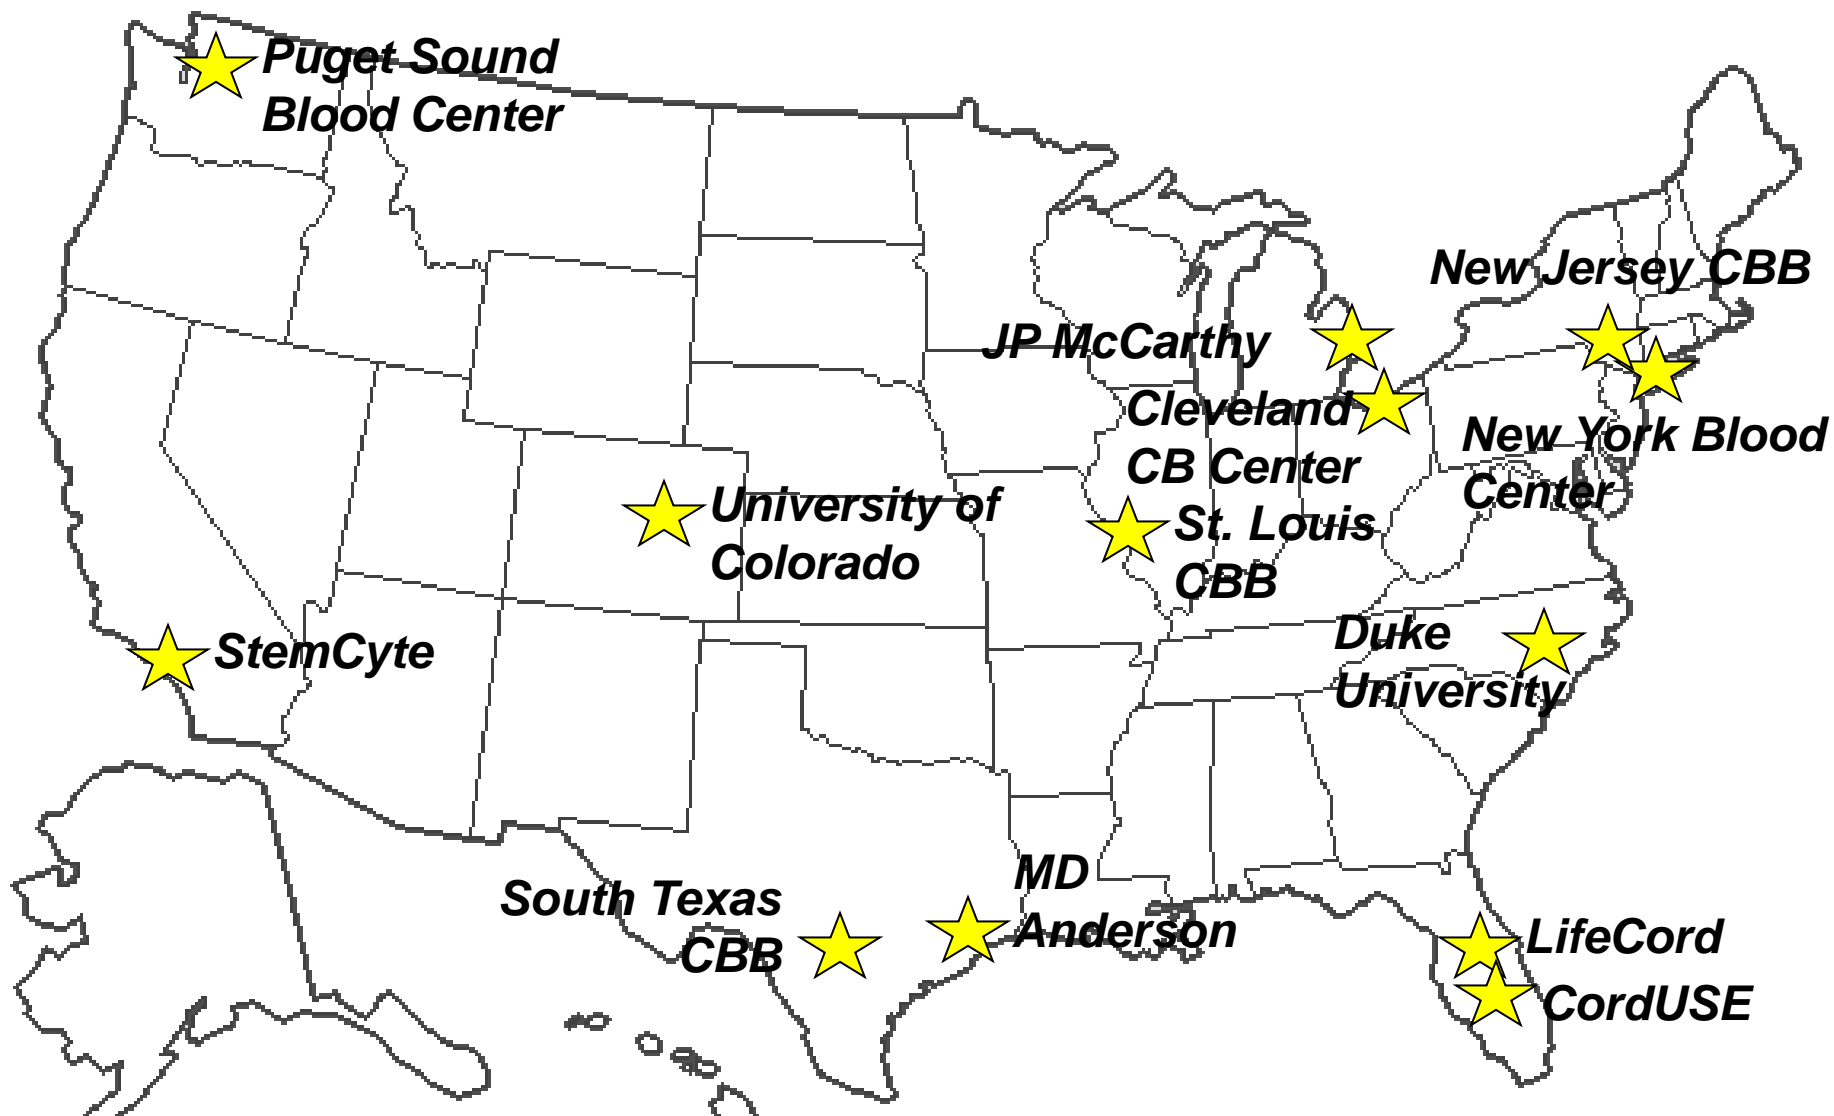 Puget Sound
Blood Center
New Jersey CBB
JP McCarthy
Cleveland
CB Center
New York Blood
Center
University of
Colorado
St. Louis
CBB
StemCyte
Duke
University
South Texas
CBB
MD
Anderson
LifeCord
CordUSE